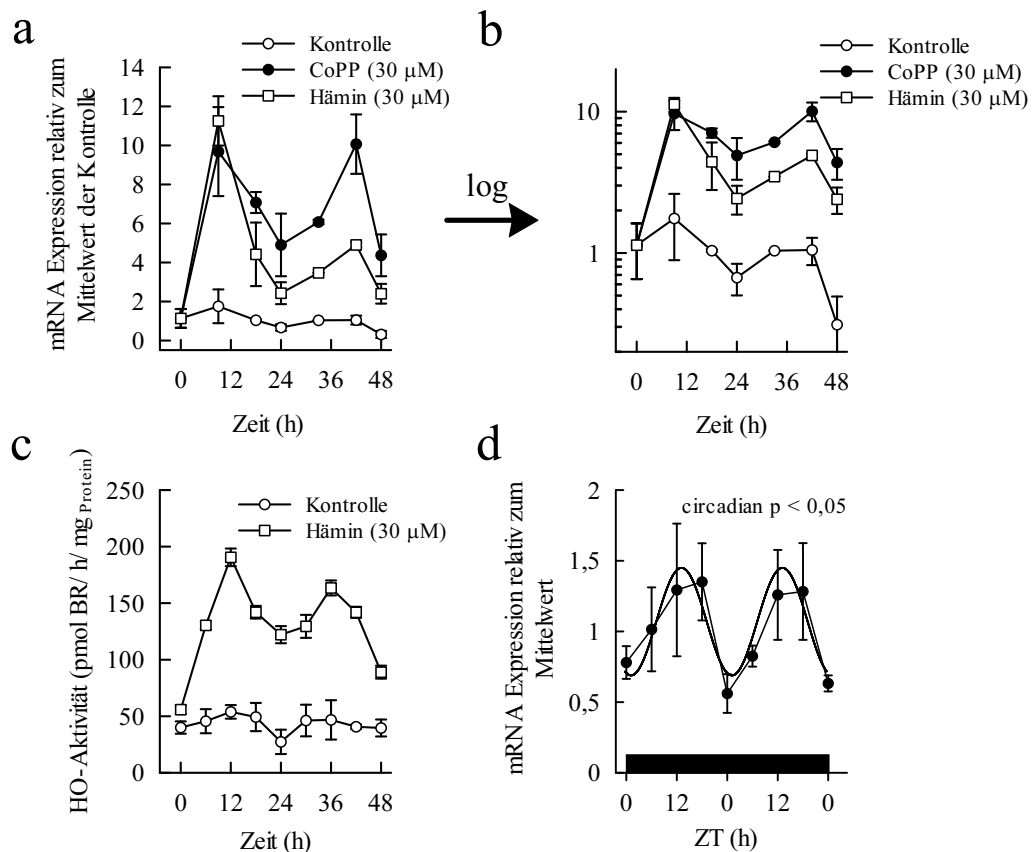 a
Kontrolle
CoPP (30 µM)
Hämin (30 µM)
mRNA Expression relativ zum
Mittelwert der Kontrolle
14
12
10
8
6
4
2
0
0 12 24 36 48
Zeit (h)
log
b
Kontrolle
CoPP (30 µM)
Hämin (30 µM)
10
1
0 12 24 36 48
Zeit (h)
c
HO-Aktivität (pmol BR/ h/ mg Protein)
Kontrolle
Hämin (30 µM)
250
200
150
100
50
0
0 12 24 36 48
Zeit (h)
d
mRNA Expression relativ zum
Mittelwert
circadian p < 0,05
2
1,5
1
0,5
0
0 12 0 12 0
ZT (h)